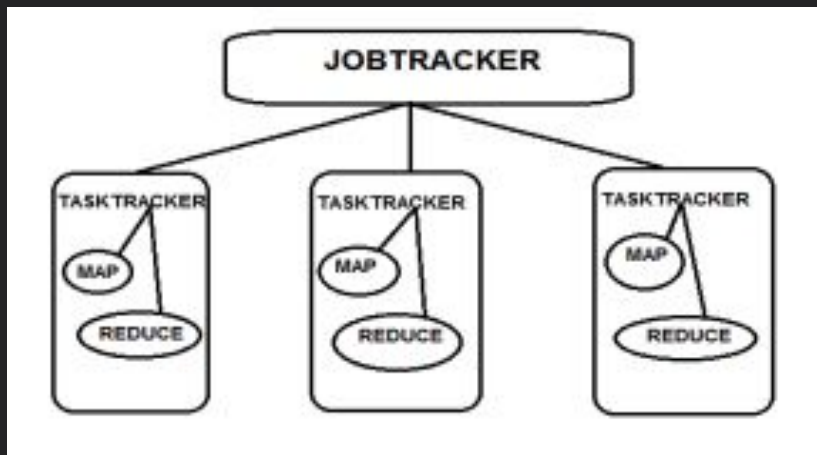 JOBTRACKER
TASKTRACKER
MAP
REDUCE
TASKTRACKER
MAP
REDUCE
TASKTRACKER
MAP
REDUCE